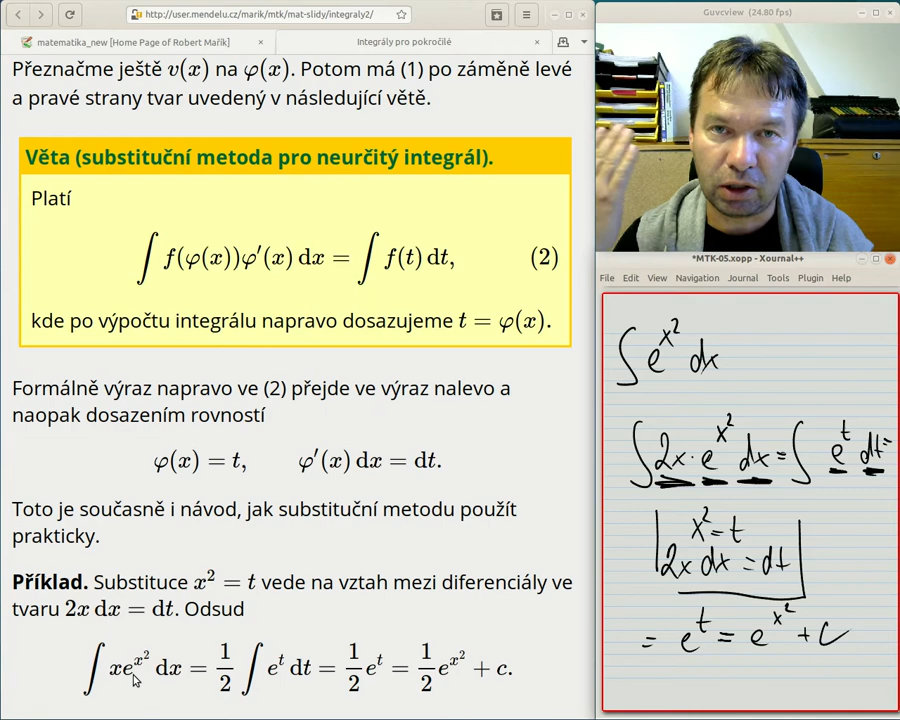 http://user.mendelu.cz/marik/mtk/mat-slidy/integraly2/
matematika_new [Home Page of Robert Mařík]
Integrály pro pokročilé
Přeznačme ještě v(x) na φ(x). Potom má (1) po záměně levé
a pravé strany tvar uvedený v následující větě.
Věta (substituční metoda pro neurčitý integrál).
Platí
∫ f(φ(x))φ′(x) dx = ∫ f(t) dt, (2)
kde po výpočtu integrálu napravo dosazujeme t = φ(x).
Formálně výraz napravo ve (2) přejde ve výraz nalevo a
naopak dosazením rovností
φ(x) = t, φ′(x) dx = dt.
Toto je současně i návod, jak substituční metodu použít
prakticky.
Příklad. Substituce x² = t vede na vztah mezi diferenciály ve
tvaru 2x dx = dt. Odsud
∫ xe^{x²} dx = 1/2 ∫ e^t dt = 1/2 e^t = 1/2 e^{x²} + c.
Guvcview (24.80 fps)
*MTK-05.xopp - Xournal++
File Edit View Navigation Journal Tools Plugin Help
∫ e^{x²} dx
∫ 2x · e^{x²} dx = ∫ e^t dt =
x² = t
2x dx = dt
= e^t = e^{x²} + C